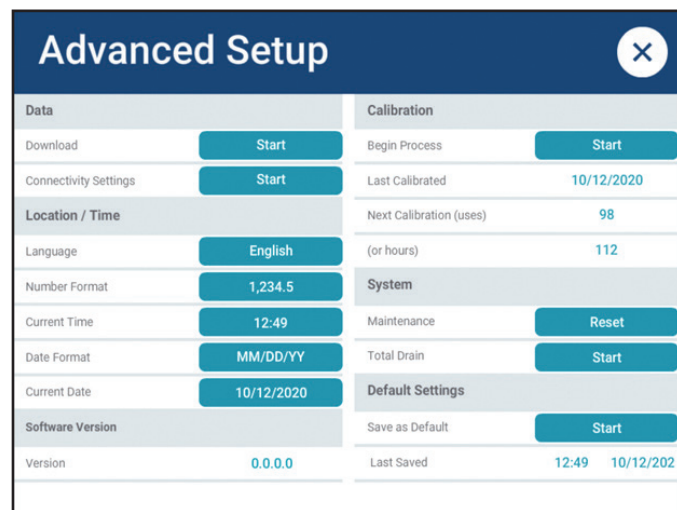 Advanced Setup
Data
Download Start
Connectivity Settings Start
Location / Time
Language English
Number Format 1,234.5
Current Time 12:49
Date Format MM/DD/YY
Current Date 10/12/2020
Software Version
Version 0.0.0.0
Calibration
Begin Process Start
Last Calibrated 10/12/2020
Next Calibration (uses) 98
(or hours) 112
System
Maintenance Reset
Total Drain Start
Default Settings
Save as Default Start
Last Saved 12:49 10/12/202